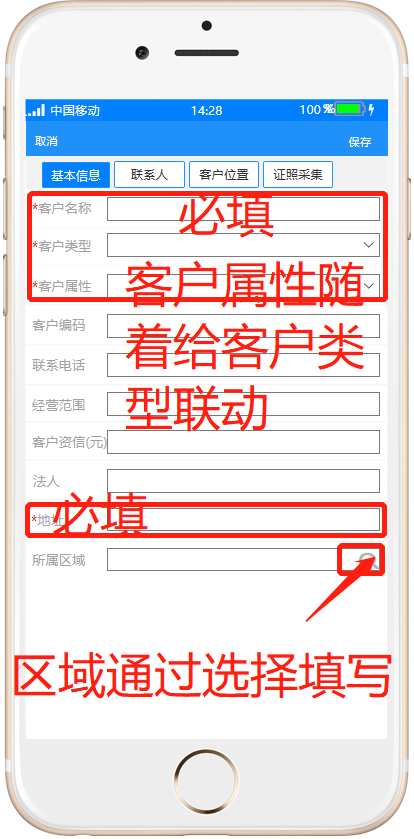 中国移动 14:28 100%
取消 保存
基本信息 联系人 客户位置 证照采集
*客户名称
必填
*客户类型
*客户属性
客户属性随
着给客户类
型联动
客户编码
联系电话
经营范围
客户资信(元)
法人
*地址
必填
所属区域
区域通过选择填写